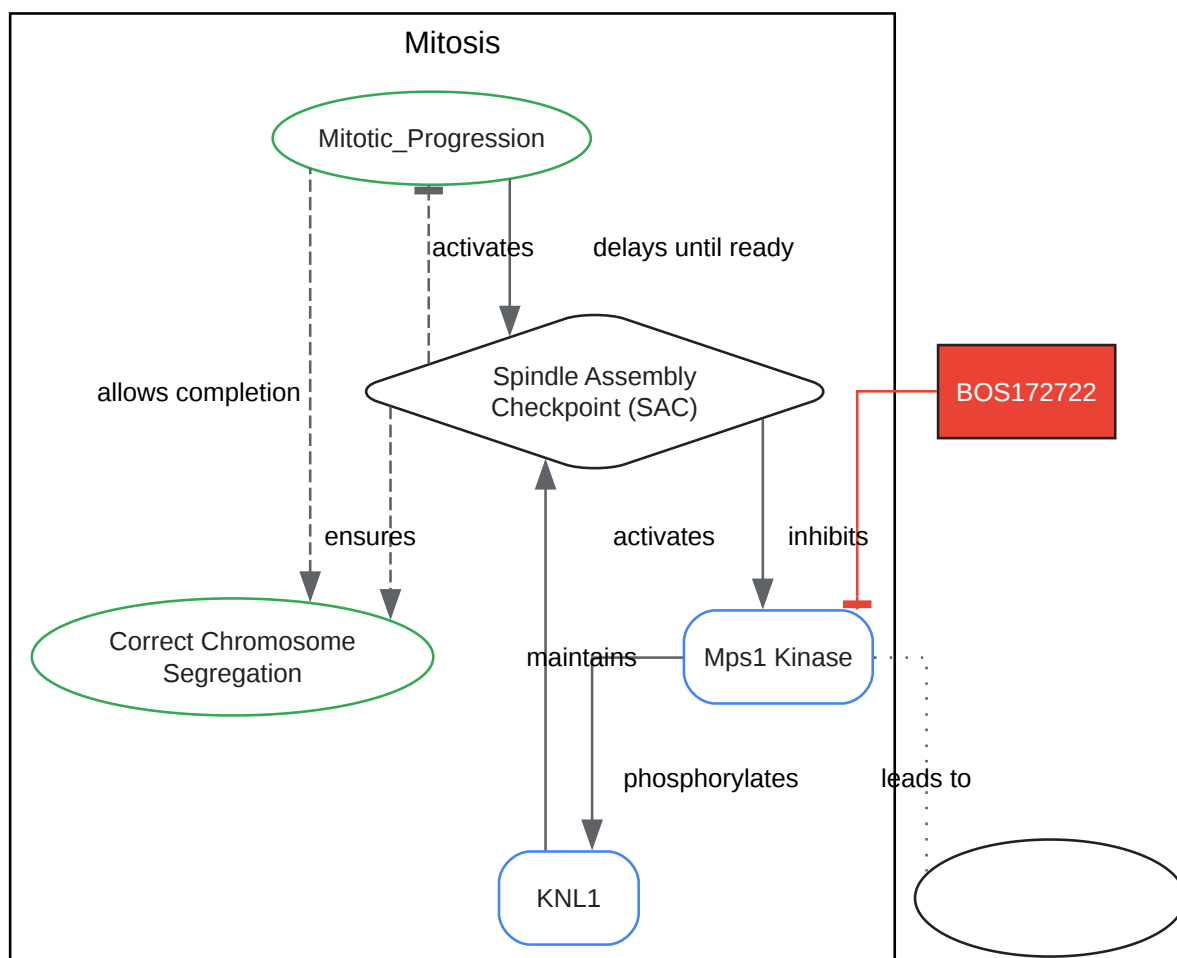 Mitosis
Mitotic_Progression
activates
delays until ready
Spindle Assembly
Checkpoint (SAC)
BOS172722
allows completion
ensures
activates
inhibits
Correct Chromosome
Segregation
maintains
Mps1 Kinase
phosphorylates
leads to
KNL1